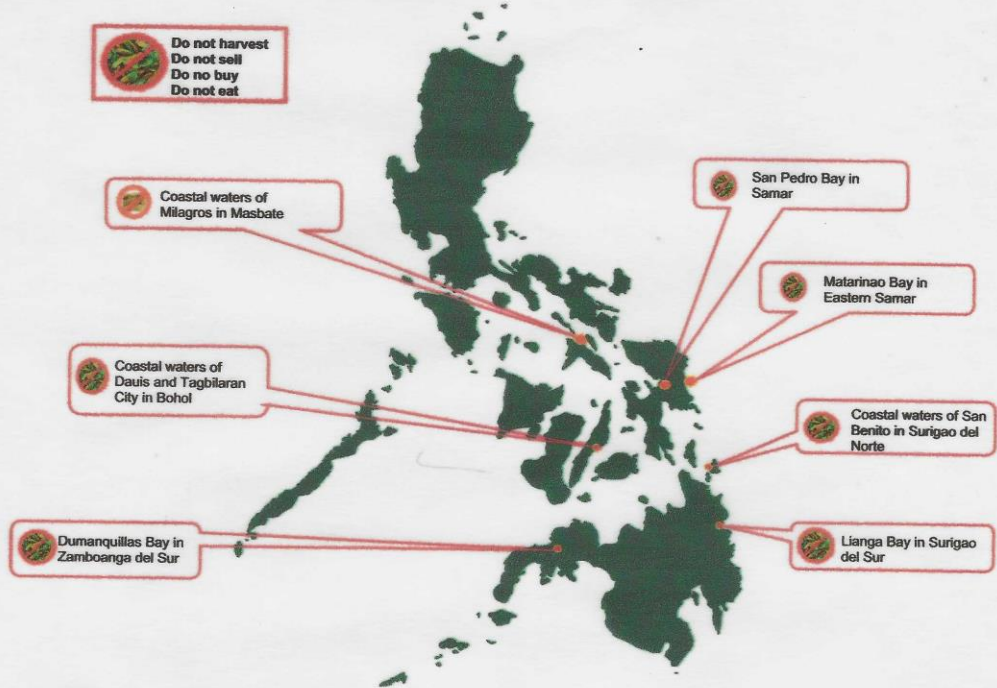 Do not harvest
Do not sell
Do no buy
Do not eat
San Pedro Bay in
Samar
Coastal waters of
Milagros in Masbate
Matarinao Bay in
Eastern Samar
Coastal waters of
Dauis and Tagbilaran
City in Bohol
Coastal waters of San
Benito in Surigao del
Norte
Dumanquillas Bay in
Zamboanga del Sur
Lianga Bay in Surigao
del Sur